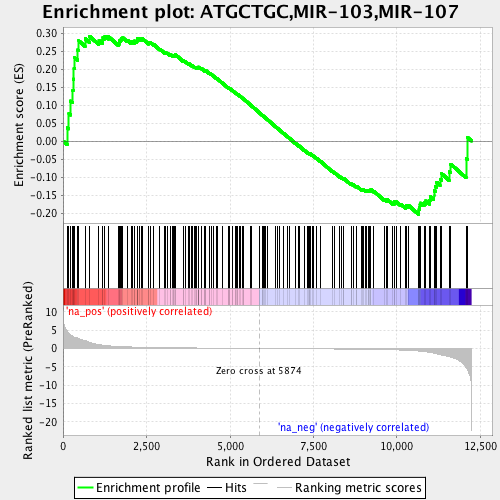 Enrichment plot: ATGCTGC,MIR-103,MIR-107
Enrichment score (ES)
0.30
0.25
0.20
0.15
0.10
0.05
0.00
-0.05
-0.10
-0.15
-0.20
Ranked list metric (PreRanked)
10
5
0
-5
-10
-15
-20
'na_pos' (positively correlated)
Zero cross at 5874
'na_neg' (negatively correlated)
0
2,500
5,000
7,500
10,000
12,500
Rank in Ordered Dataset
Enrichment profile
Hits
Ranking metric scores